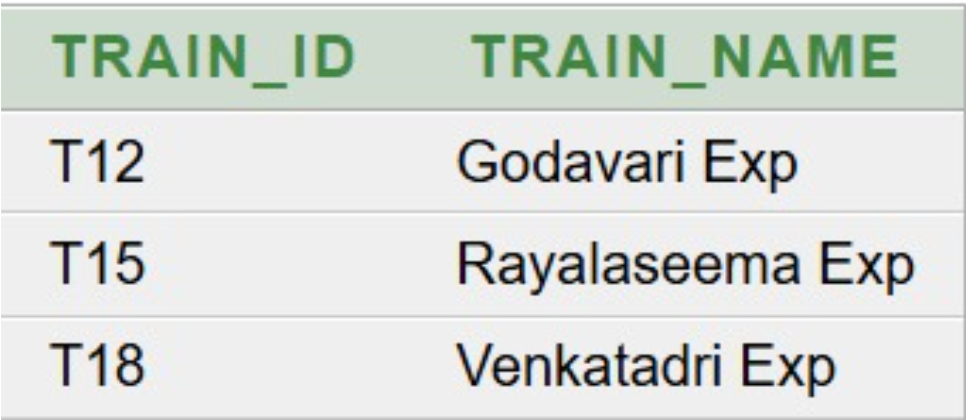 TRAIN_ID TRAIN_NAME
T12 Godavari Exp
T15 Rayalaseema Exp
T18 Venkatadri Exp